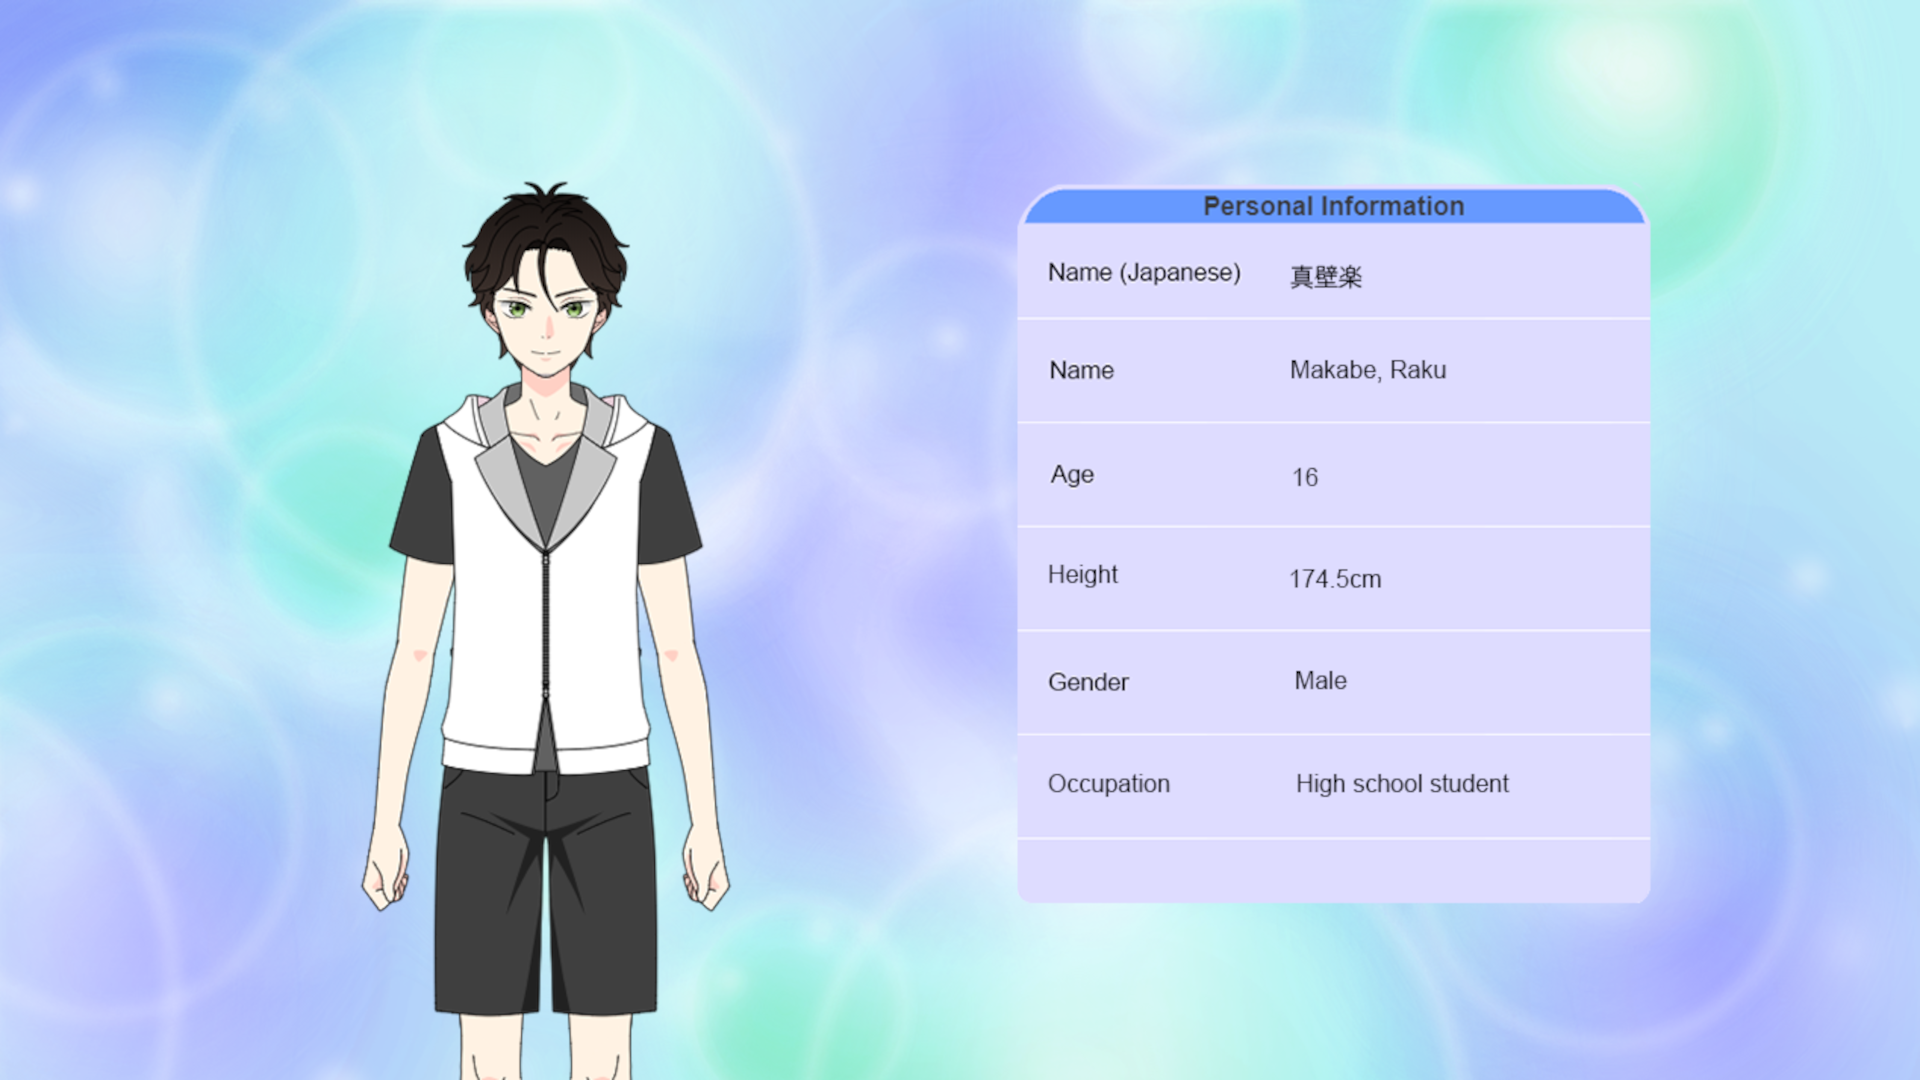 Personal Information
Name (Japanese) 真壁楽
Name Makabe, Raku
Age 16
Height 174.5cm
Gender Male
Occupation High school student